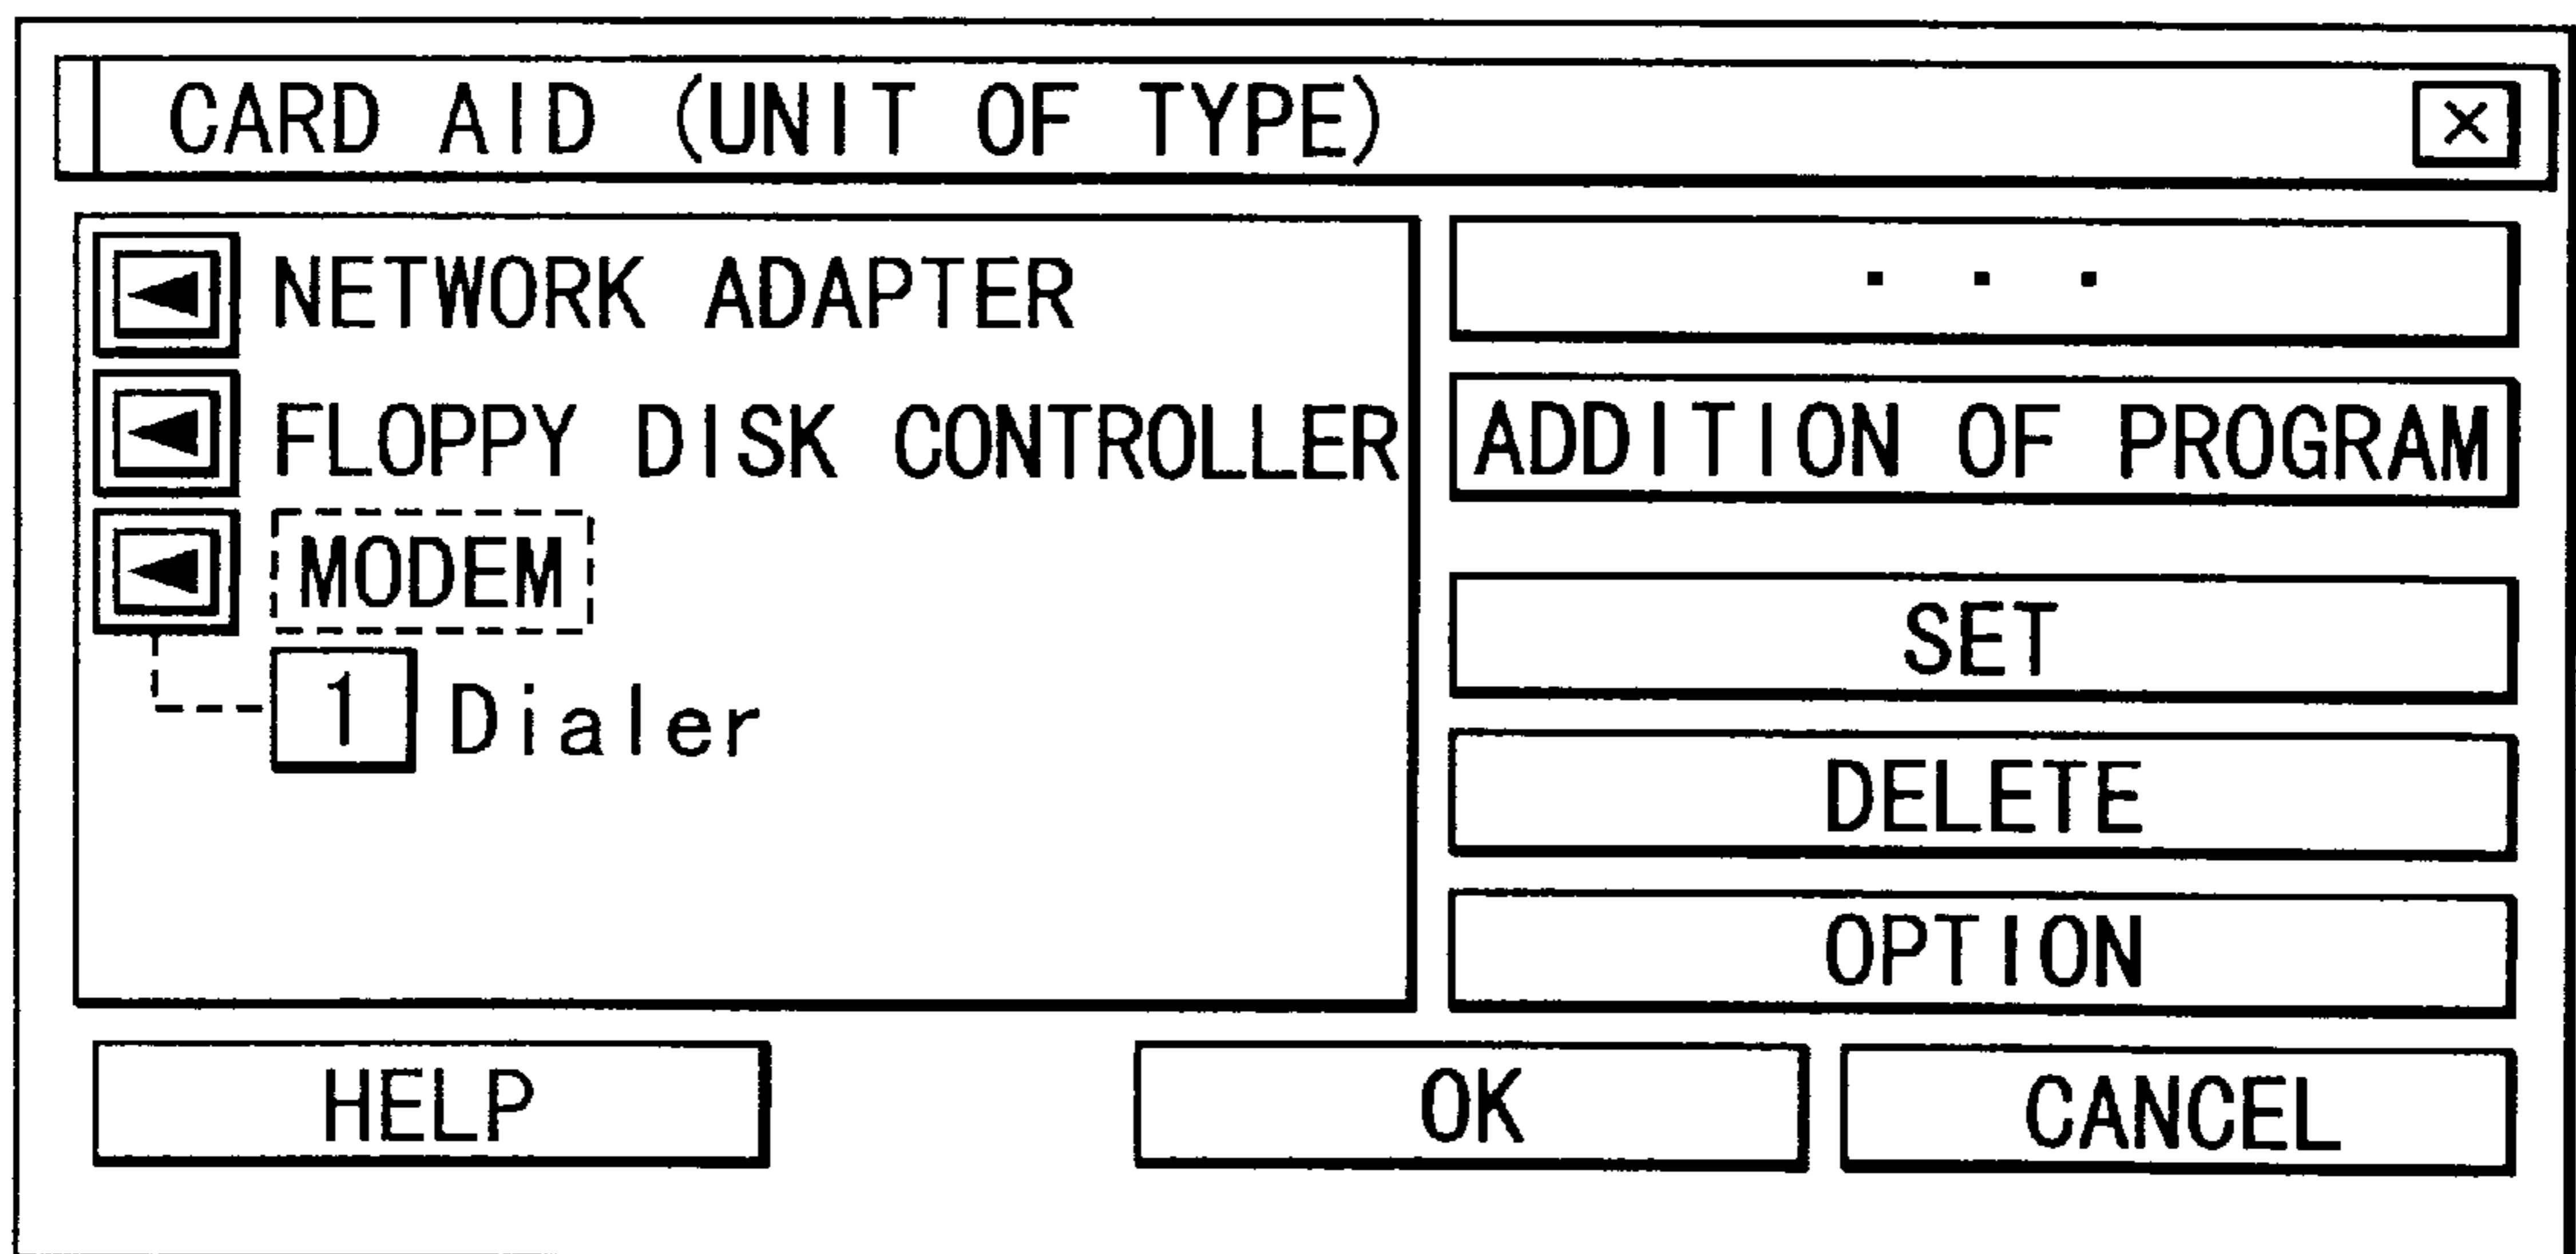 CARD AID (UNIT OF TYPE) ×
NETWORK ADAPTER
FLOPPY DISK CONTROLLER
MODEM
1 Dialer
. . .
ADDITION OF PROGRAM
SET
DELETE
OPTION
HELP
OK
CANCEL